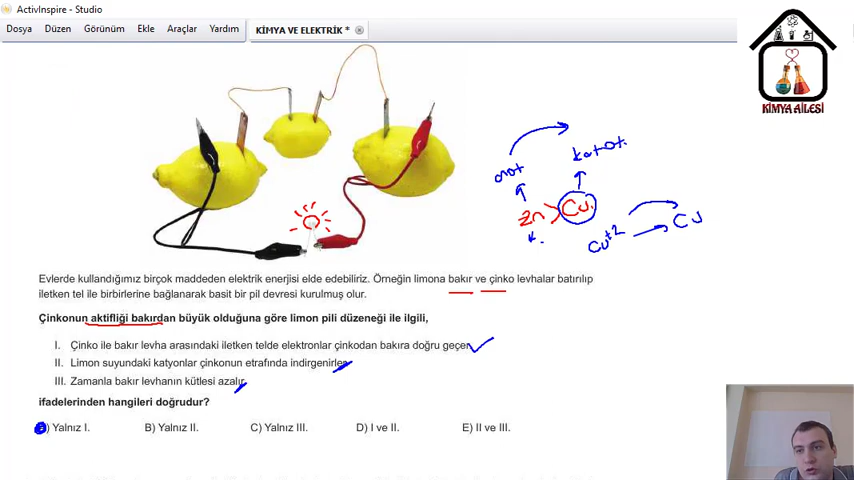 ActivInspire - Studio
Dosya Düzen Görünüm Ekle Araçlar Yardım KİMYA VE ELEKTRİK *
KİMYA AİLESİ
anot
katot.
Zn > Cu.
k.
Cu+2 → Cu
Evlerde kullandığımız birçok maddeden elektrik enerjisi elde edebiliriz. Örneğin limona bakır ve çinko levhalar batırılıp
iletken tel ile birbirlerine bağlanarak basit bir pil devresi kurulmuş olur.
Çinkonun aktifliği bakırdan büyük olduğuna göre limon pili düzeneği ile ilgili,
I. Çinko ile bakır levha arasındaki iletken telde elektronlar çinkodan bakıra doğru geçer.
II. Limon suyundaki katyonlar çinkonun etrafında indirgenirler.
III. Zamanla bakır levhanın kütlesi azalır.
ifadelerinden hangileri doğrudur?
) Yalnız I. B) Yalnız II. C) Yalnız III. D) I ve II. E) II ve III.